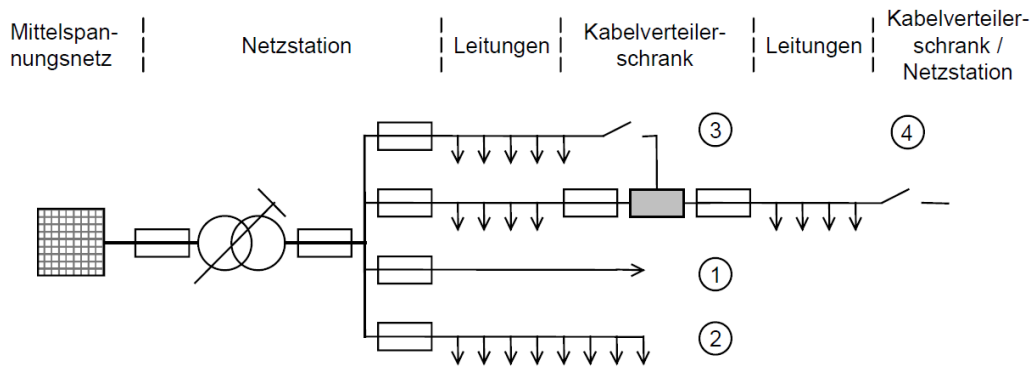 Mittelspan-
nungsnetz
Netzstation
Leitungen
Kabelverteiler-
schrank
Leitungen
Kabelverteiler-
schrank /
Netzstation
3
4
1
2